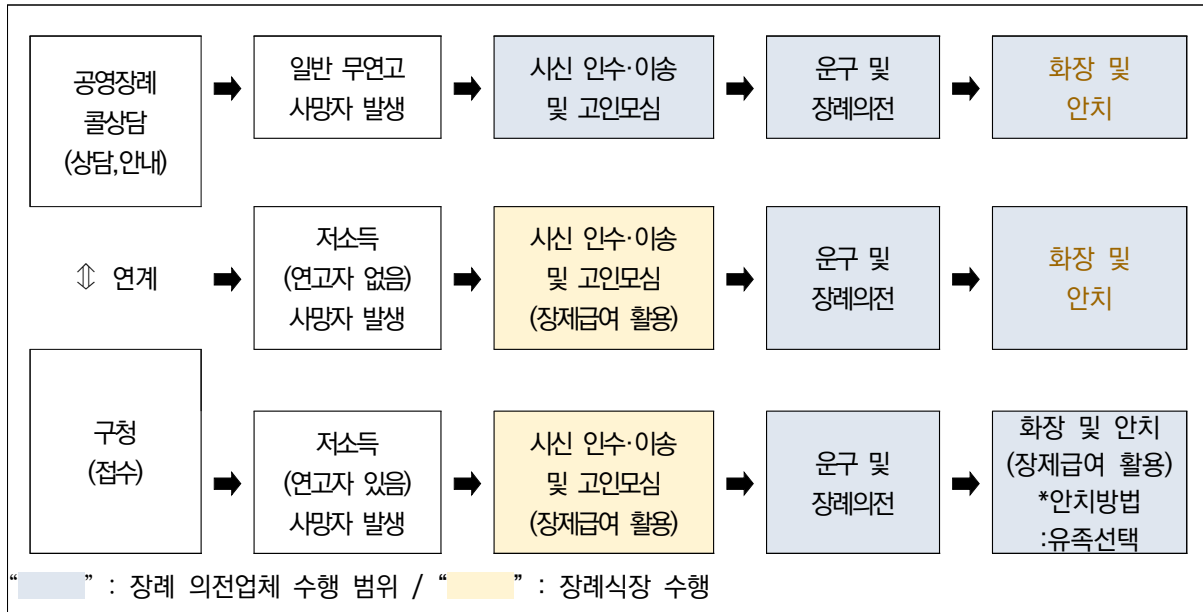 공영장례
콜상담
(상담,안내)
➡
일반 무연고
사망자 발생
➡
시신 인수·이송
및 고인모심
➡
운구 및
장례의전
➡
화장 및
안치
⇕ 연계
➡
저소득
(연고자 없음)
사망자 발생
➡
시신 인수·이송
및 고인모심
(장제급여 활용)
➡
운구 및
장례의전
➡
화장 및
안치
구청
(접수)
➡
저소득
(연고자 있음)
사망자 발생
➡
시신 인수·이송
및 고인모심
(장제급여 활용)
➡
운구 및
장례의전
➡
화장 및 안치
(장제급여 활용)
*안치방법
:유족선택
“ ” : 장례 의전업체 수행 범위 / “ ” : 장례식장 수행